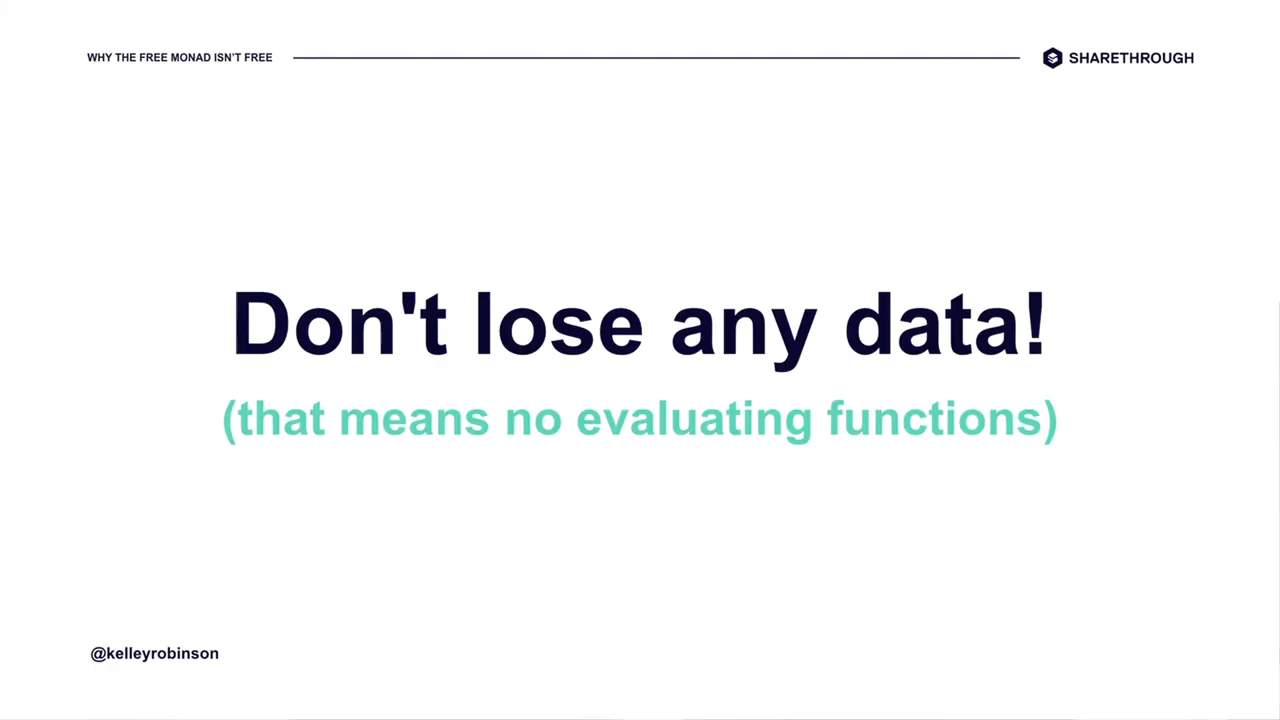 WHY THE FREE MONAD ISN'T FREE
SHARETHROUGH
Don't lose any data!
(that means no evaluating functions)
@kelleyrobinson